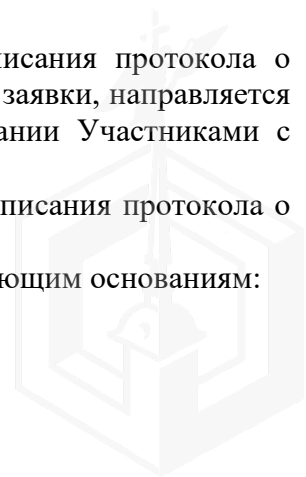 писания протокола о
заявки, направляется
ании Участниками с
писания протокола о
ющим основаниям: